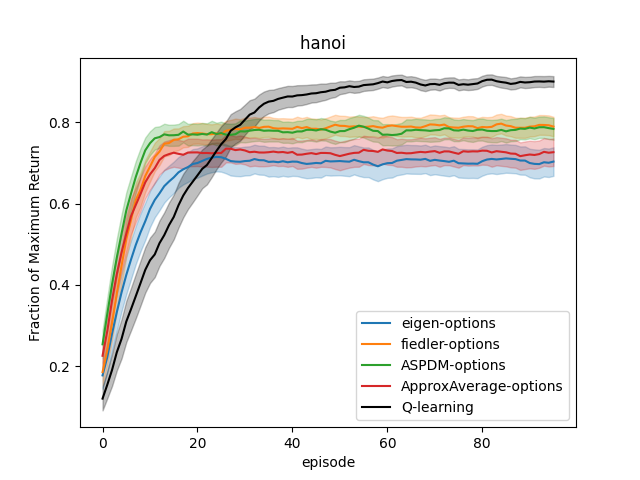 hanoi
Fraction of Maximum Return
0.8
0.6
0.4
0.2
eigen-options
fiedler-options
ASPDM-options
ApproxAverage-options
Q-learning
0 20 40 60 80
episode